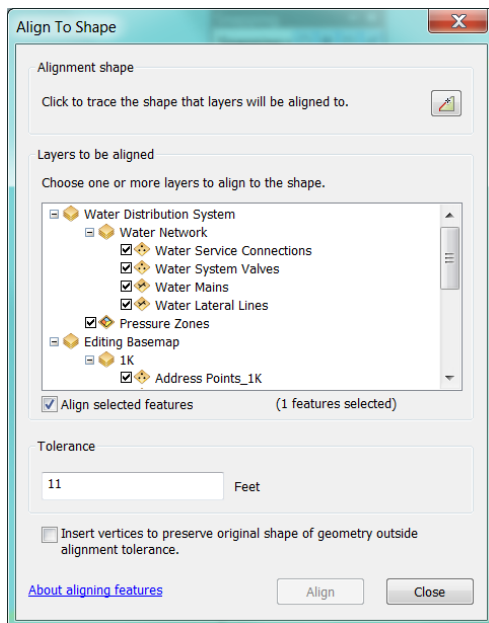 Align To Shape
Alignment shape
Click to trace the shape that layers will be aligned to.
Layers to be aligned
Choose one or more layers to align to the shape.
Water Distribution System
Water Network
Water Service Connections
Water System Valves
Water Mains
Water Lateral Lines
Pressure Zones
Editing Basemap
1K
Address Points_1K
Align selected features (1 features selected)
Tolerance
11 Feet
Insert vertices to preserve original shape of geometry outside
alignment tolerance.
About aligning features Align Close